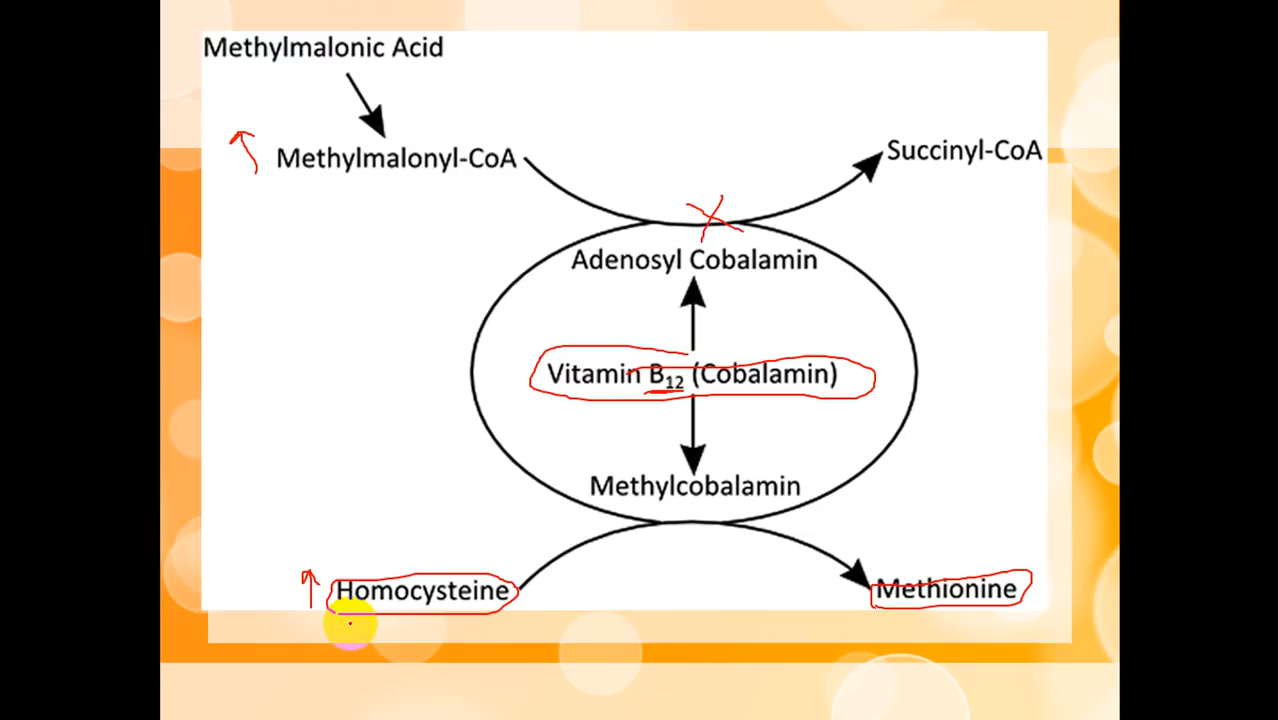 Methylmalonic Acid
Methylmalonyl-CoA
Succinyl-CoA
Adenosyl Cobalamin
Vitamin B₁₂ (Cobalamin)
Methylcobalamin
Homocysteine
Methionine